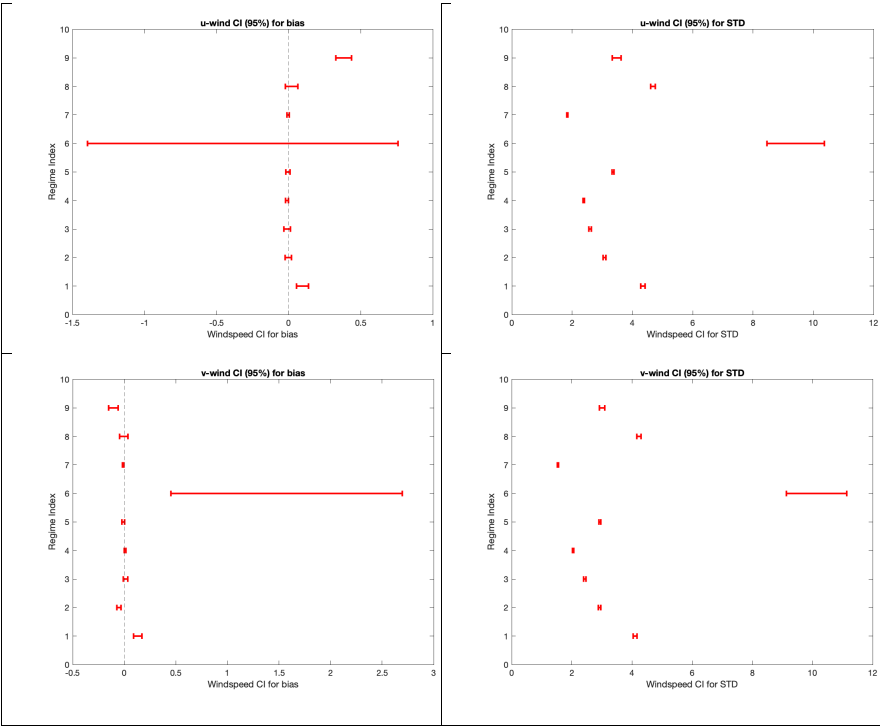 u-wind CI (95%) for bias
10
9
8
7
6
5
4
3
2
1
0
Regime Index
-1.5 -1 -0.5 0 0.5 1
Windspeed CI for bias
u-wind CI (95%) for STD
10
9
8
7
6
5
4
3
2
1
0
Regime Index
0 2 4 6 8 10 12
Windspeed CI for STD
v-wind CI (95%) for bias
10
9
8
7
6
5
4
3
2
1
0
Regime Index
-0.5 0 0.5 1 1.5 2 2.5 3
Windspeed CI for bias
v-wind CI (95%) for STD
10
9
8
7
6
5
4
3
2
1
0
Regime Index
0 2 4 6 8 10 12
Windspeed CI for STD